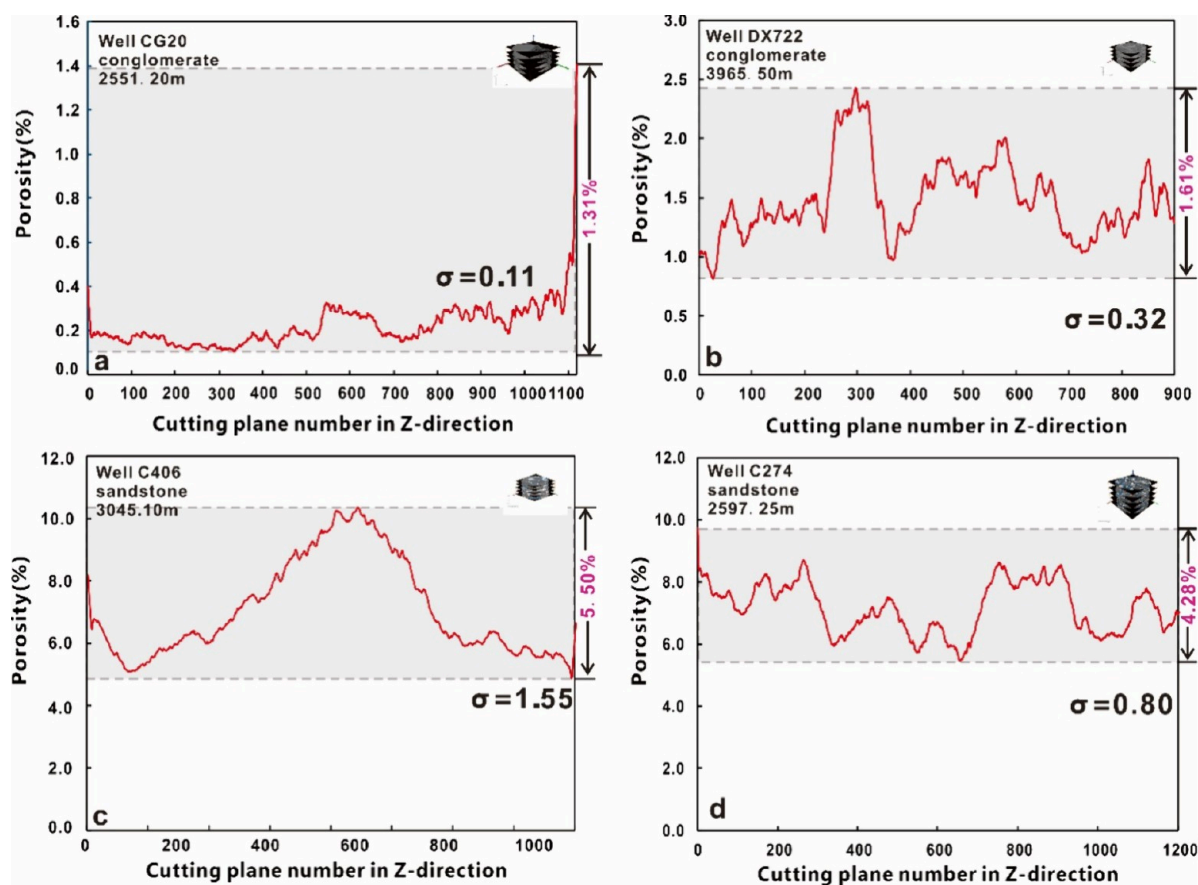 Well CG20
conglomerate
2551. 20m
1.6
1.4
1.2
1.0
0.8
0.6
0.4
0.2
0.0
Porosity(%)
σ=0.11
1.31%
a
0 100 200 300 400 500 600 700 800 900 1000 1100
Cutting plane number in Z-direction
Well DX722
conglomerate
3965. 50m
3.0
2.5
2.0
1.5
1.0
0.5
0.0
Porosity(%)
1.61%
σ=0.32
b
0 100 200 300 400 500 600 700 800 900
Cutting plane number in Z-direction
Well C406
sandstone
3045.10m
12.0
10.0
8.0
6.0
4.0
2.0
0.0
Porosity(%)
5. 50%
σ=1.55
c
0 200 400 600 800 1000
Cutting plane number in Z-direction
Well C274
sandstone
2597. 25m
12.0
10.0
8.0
6.0
4.0
2.0
0.0
Porosity(%)
4.28%
σ=0.80
d
0 100 200 300 400 500 600 700 800 1000 1200
Cutting plane number in Z-direction